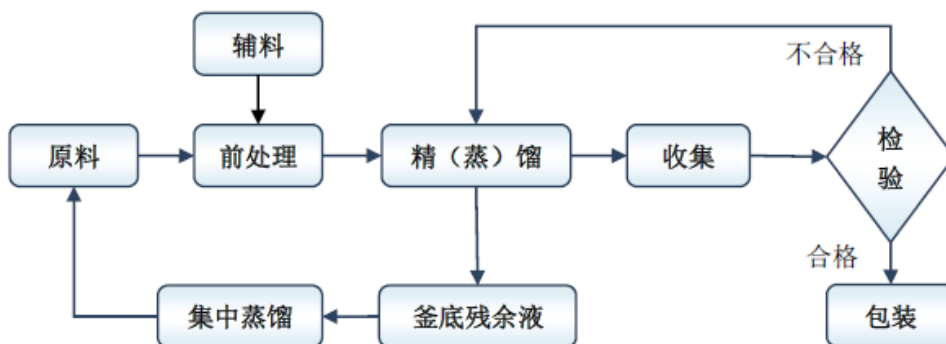 辅料
不合格
原料
前处理
精（蒸）馏
收集
检
验
合格
集中蒸馏
釜底残余液
包装